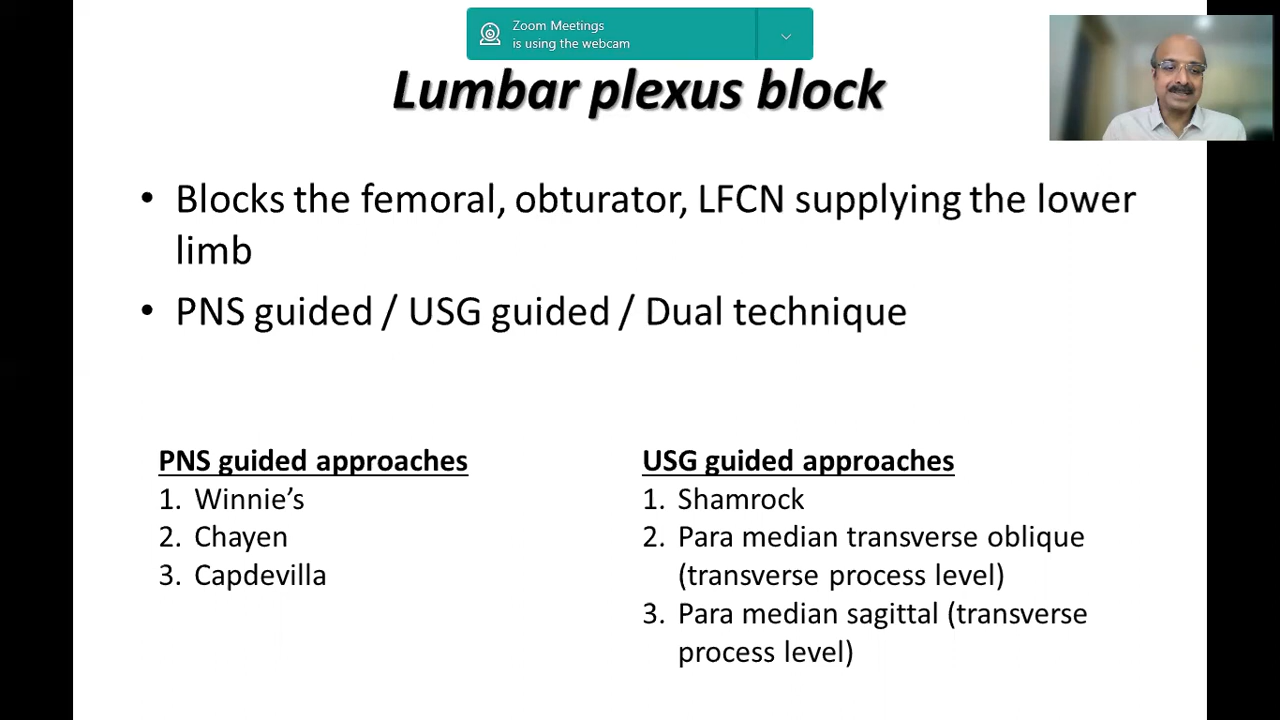 Zoom Meetings
is using the webcam
Lumbar plexus block
• Blocks the femoral, obturator, LFCN supplying the lower
limb
• PNS guided / USG guided / Dual technique
PNS guided approaches
1. Winnie’s
2. Chayen
3. Capdevilla
USG guided approaches
1. Shamrock
2. Para median transverse oblique
(transverse process level)
3. Para median sagittal (transverse
process level)